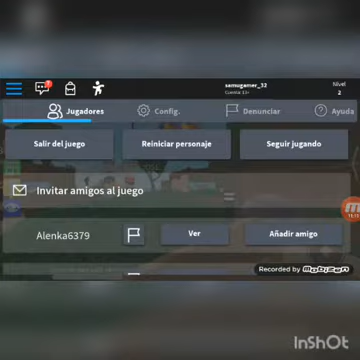 samugamer_32
Cuenta: 13+
Nivel
2
Jugadores
Config.
Denunciar
Ayuda
Salir del juego
Reiniciar personaje
Seguir jugando
Invitar amigos al juego
Alenka6379
Ver
Añadir amigo
Recorded by Mobizen
InShOt